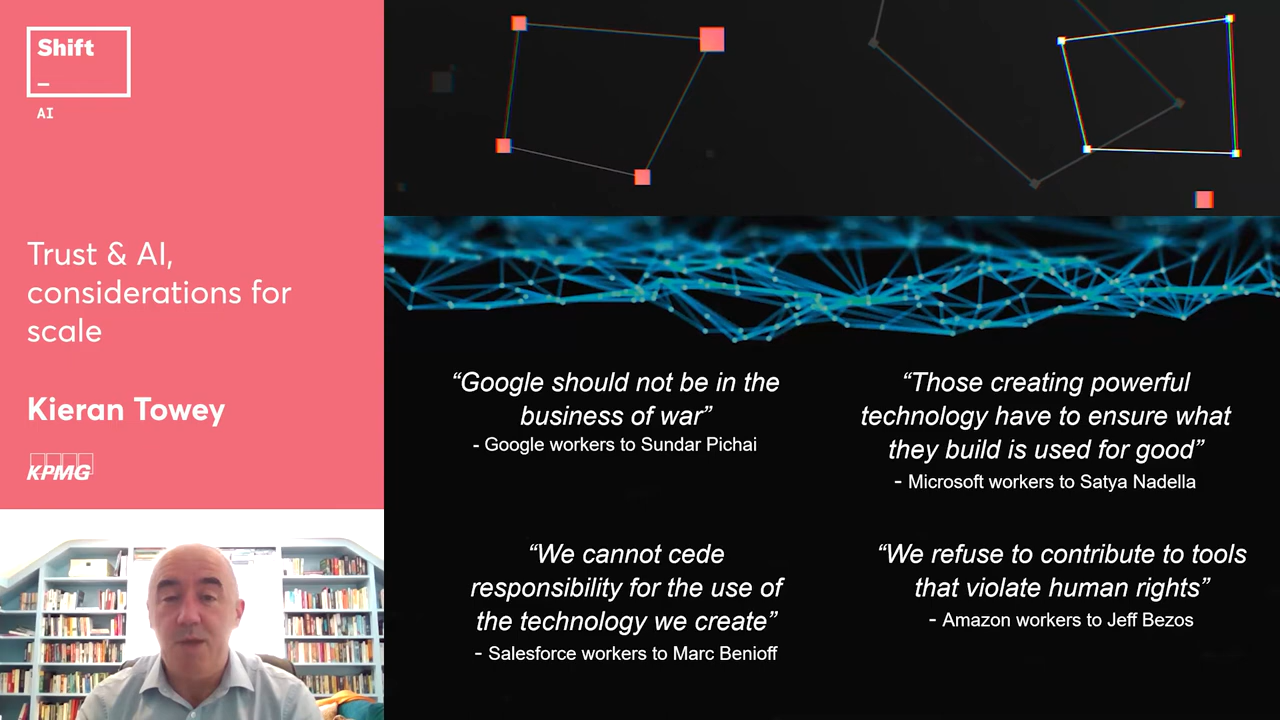 Shift
_
AI
Trust & AI,
considerations for
scale
Kieran Towey
KPMG
“Google should not be in the
business of war”
- Google workers to Sundar Pichai
“Those creating powerful
technology have to ensure what
they build is used for good”
- Microsoft workers to Satya Nadella
“We cannot cede
responsibility for the use of
the technology we create”
- Salesforce workers to Marc Benioff
“We refuse to contribute to tools
that violate human rights”
- Amazon workers to Jeff Bezos